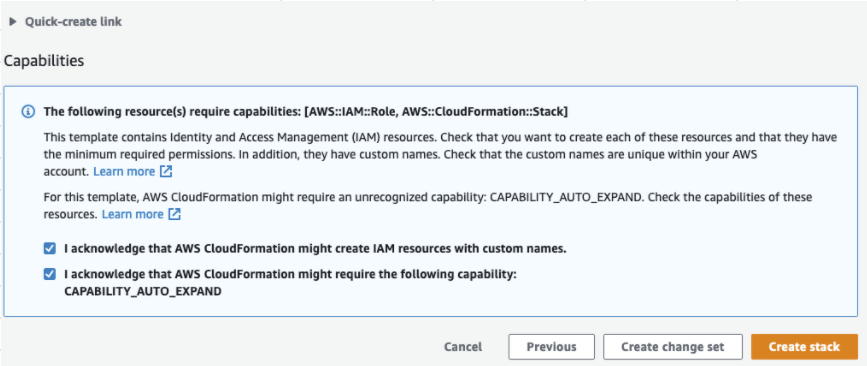 Quick-create link
Capabilities
The following resource(s) require capabilities: [AWS::IAM::Role, AWS::CloudFormation::Stack]
This template contains Identity and Access Management (IAM) resources. Check that you want to create each of these resources and that they have
the minimum required permissions. In addition, they have custom names. Check that the custom names are unique within your AWS
account. Learn more
For this template, AWS CloudFormation might require an unrecognized capability: CAPABILITY_AUTO_EXPAND. Check the capabilities of these
resources. Learn more
I acknowledge that AWS CloudFormation might create IAM resources with custom names.
I acknowledge that AWS CloudFormation might require the following capability:
CAPABILITY_AUTO_EXPAND
Cancel Previous Create change set Create stack